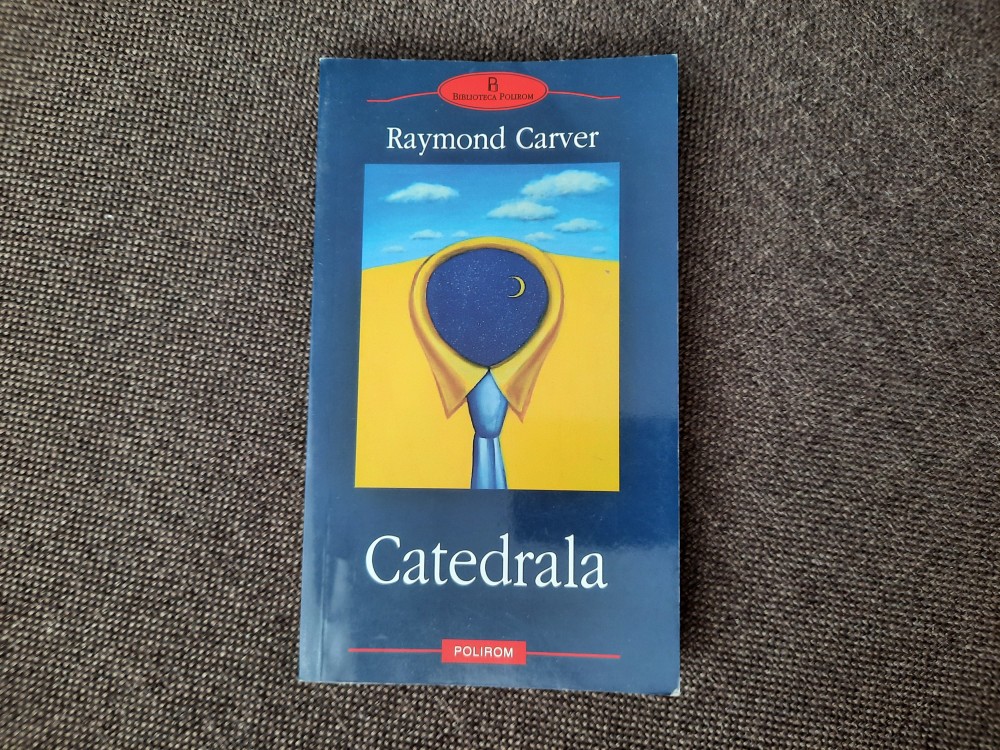 BIBLIOTECA POLIROM
Raymond Carver
Catedrala
POLIROM